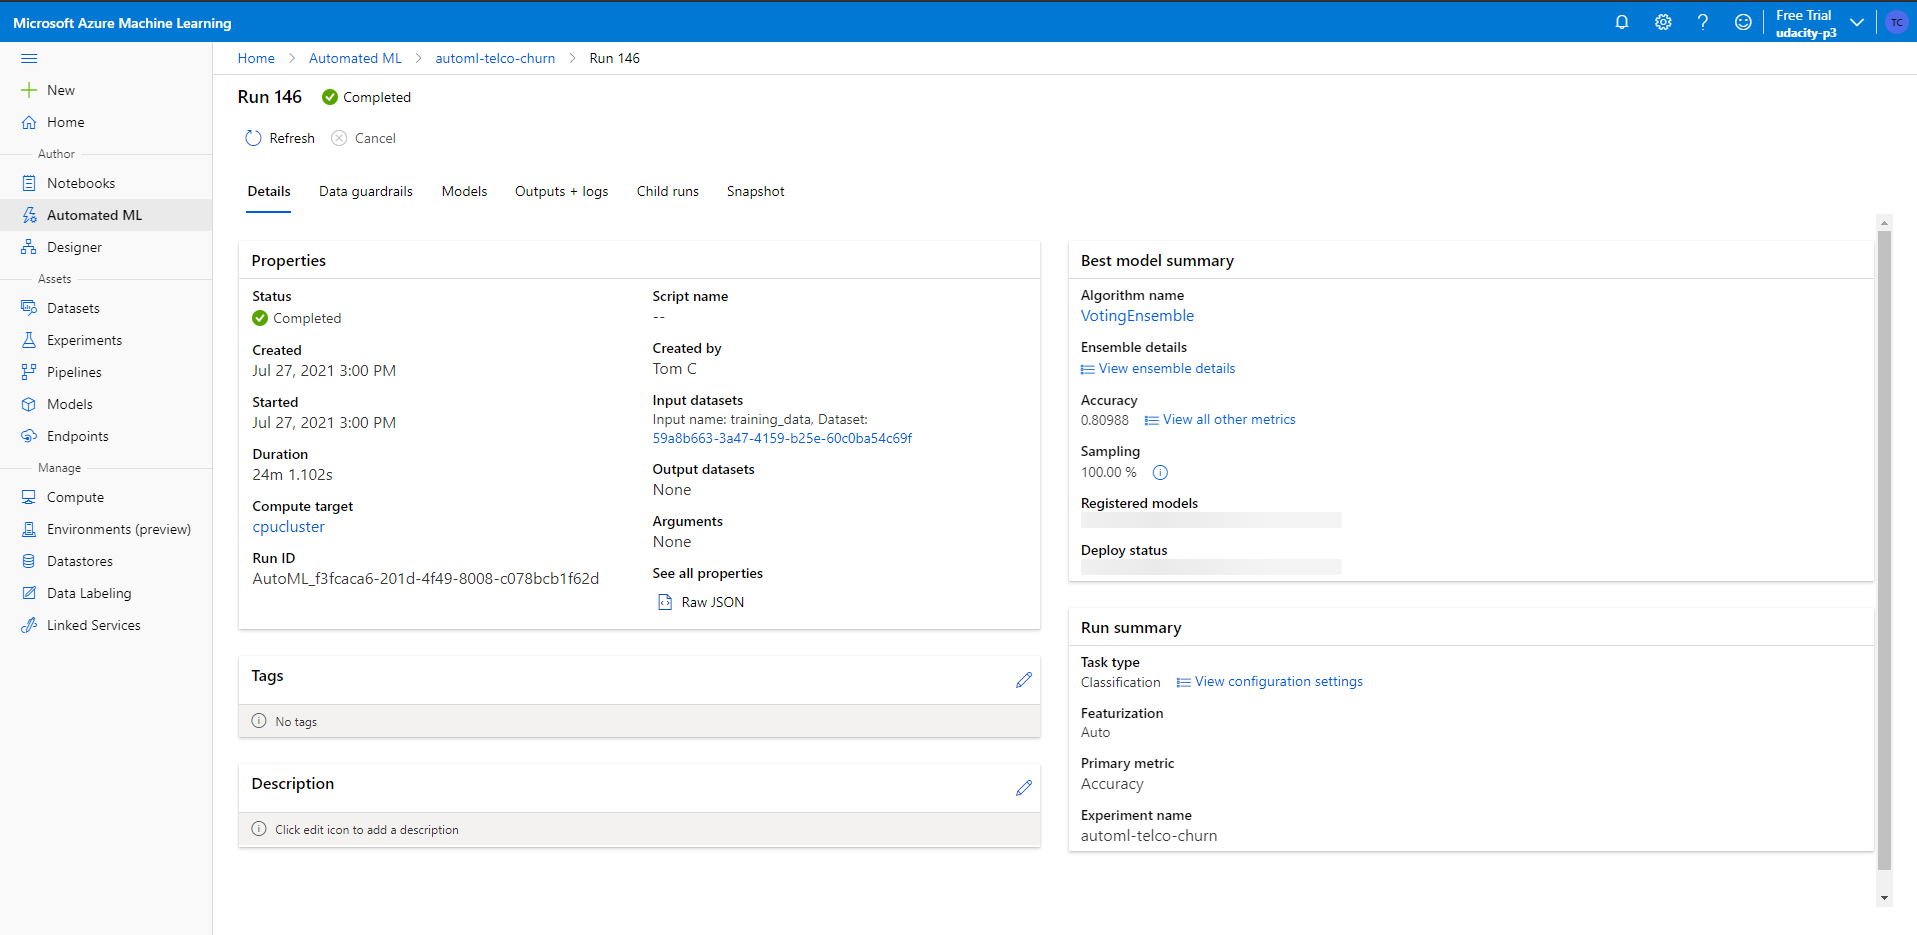 Microsoft Azure Machine Learning
Free Trial
udacity-p3
TC
Home > Automated ML > automl-telco-churn > Run 146
New
Home
Author
Notebooks
Automated ML
Designer
Assets
Datasets
Experiments
Pipelines
Models
Endpoints
Manage
Compute
Environments (preview)
Datastores
Data Labeling
Linked Services
Run 146 Completed
Refresh Cancel
Details Data guardrails Models Outputs + logs Child runs Snapshot
Properties
Status
Completed
Created
Jul 27, 2021 3:00 PM
Started
Jul 27, 2021 3:00 PM
Duration
24m 1.102s
Compute target
cpucluster
Run ID
AutoML_f3fcaca6-201d-4f49-8008-c078bcb1f62d
Script name
--
Created by
Tom C
Input datasets
Input name: training_data, Dataset:
59a8b663-3a47-4159-b25e-60c0ba54c69f
Output datasets
None
Arguments
None
See all properties
Raw JSON
Tags
No tags
Description
Click edit icon to add a description
Best model summary
Algorithm name
VotingEnsemble
Ensemble details
View ensemble details
Accuracy
0.80988 View all other metrics
Sampling
100.00 %
Registered models
Deploy status
Run summary
Task type
Classification View configuration settings
Featurization
Auto
Primary metric
Accuracy
Experiment name
automl-telco-churn